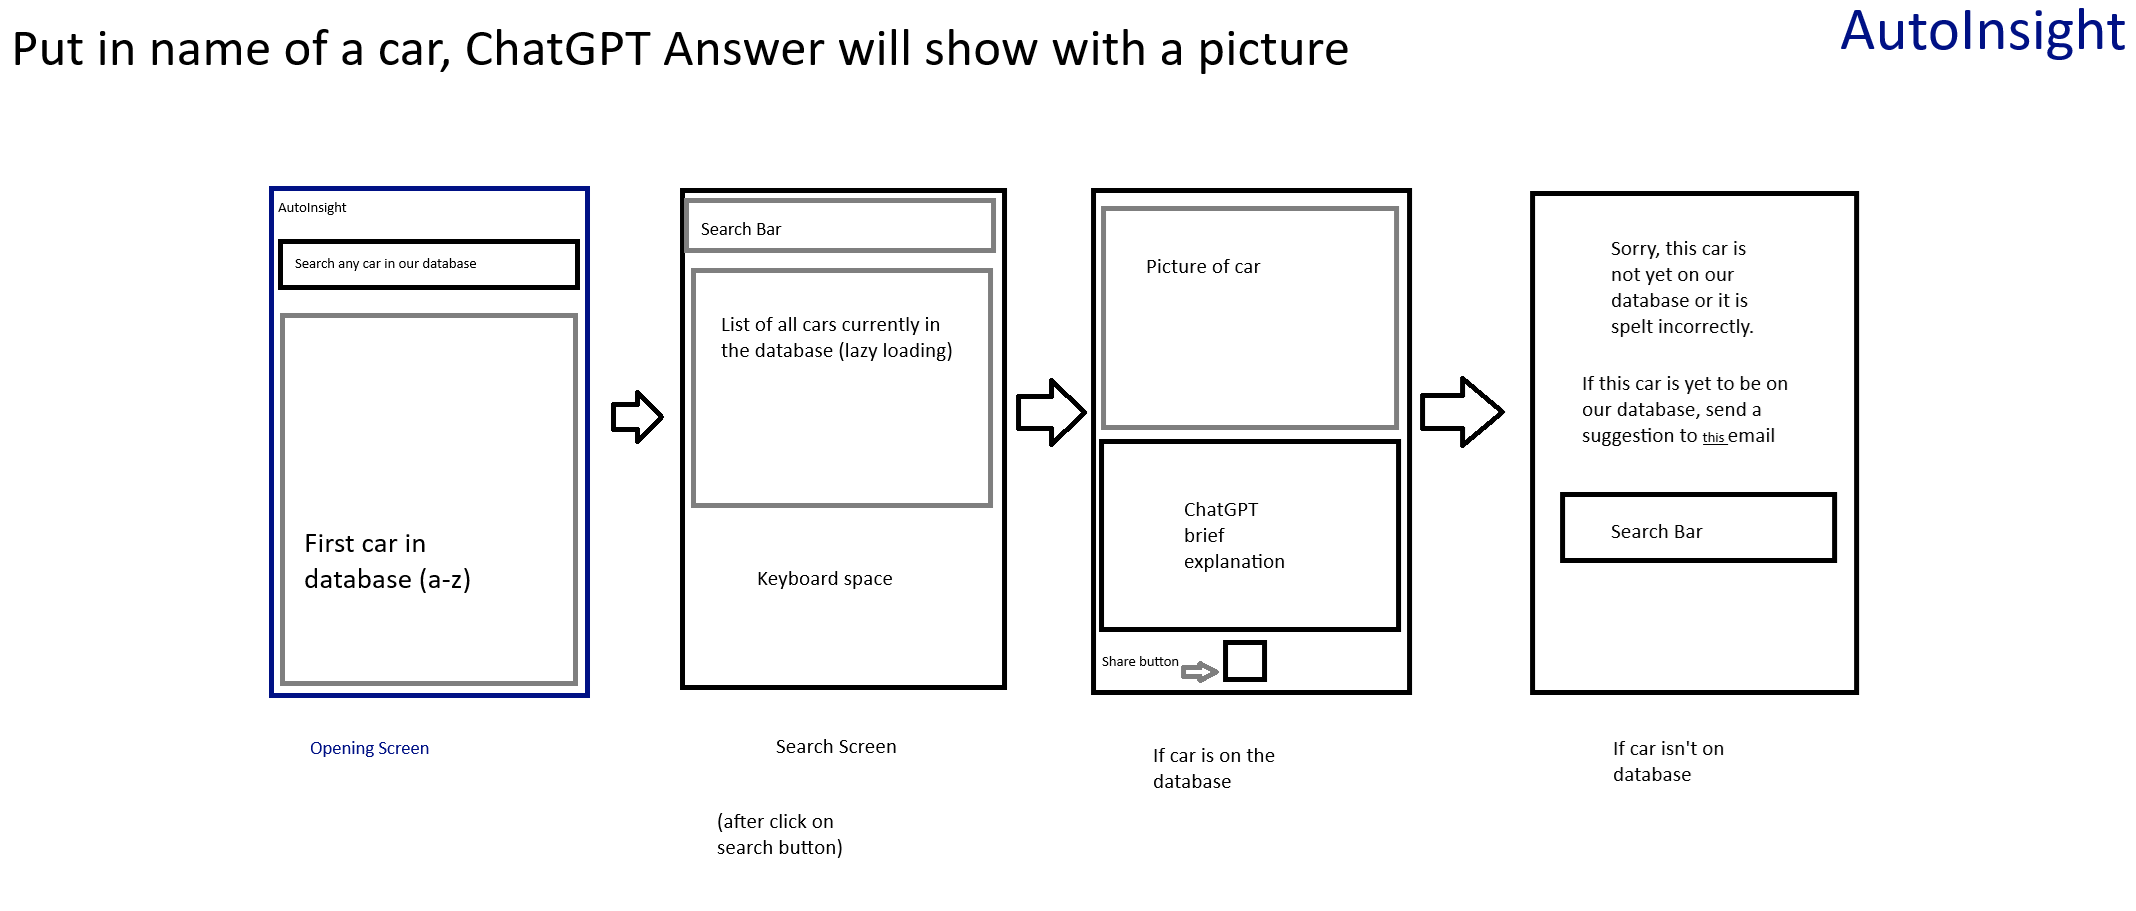 Put in name of a car, ChatGPT Answer will show with a picture
AutoInsight
AutoInsight
Search any car in our database
First car in
database (a-z)
Opening Screen
Search Bar
List of all cars currently in
the database (lazy loading)
Keyboard space
Search Screen
(after click on
search button)
Picture of car
ChatGPT
brief
explanation
Share button
If car is on the
database
Sorry, this car is
not yet on our
database or it is
spelt incorrectly.
If this car is yet to be on
our database, send a
suggestion to this email
Search Bar
If car isn't on
database